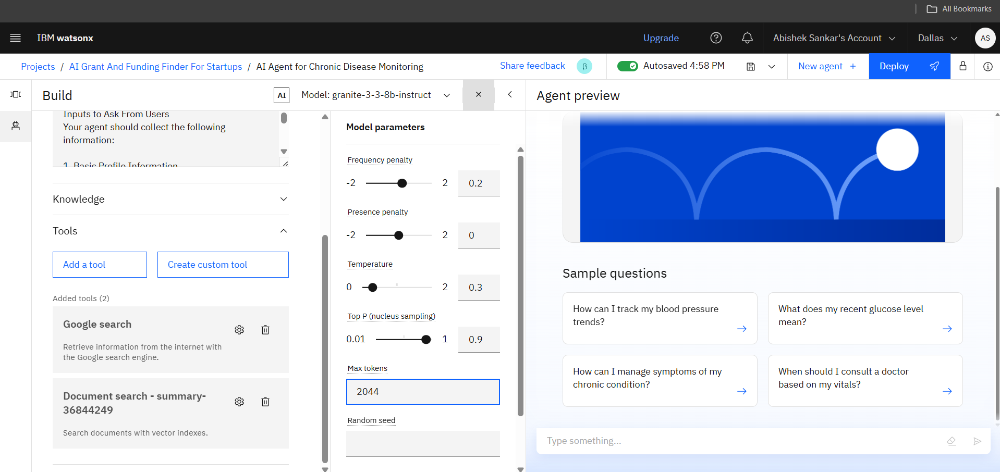 All Bookmarks
IBM watsonx
Upgrade
Abishek Sankar's Account
Dallas
AS
Projects / AI Grant And Funding Finder For Startups / AI Agent for Chronic Disease Monitoring
Share feedback
β
Autosaved 4:58 PM
New agent +
Deploy
Build
AI
Model: granite-3-3-8b-instruct
Agent preview
Inputs to Ask From Users
Your agent should collect the following
information:
1. Basic Profile Information
Knowledge
Tools
Add a tool
Create custom tool
Added tools (2)
Google search
Retrieve information from the internet with
the Google search engine.
Document search - summary-
36844249
Search documents with vector indexes.
Model parameters
Frequency penalty
-2
2
0.2
Presence penalty
-2
2
0
Temperature
0
2
0.3
Top P (nucleus sampling)
0.01
1
0.9
Max tokens
2044
Random seed
Sample questions
How can I track my blood pressure
trends?
What does my recent glucose level
mean?
How can I manage symptoms of my
chronic condition?
When should I consult a doctor
based on my vitals?
Type something...